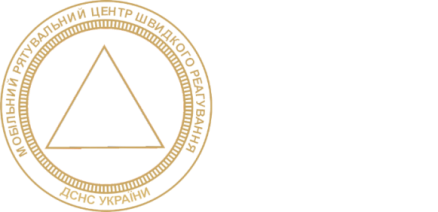 МОБІЛЬНИЙ РЯТУВАЛЬНИЙ ЦЕНТР ШВИДКОГО РЕАГУВАННЯ
ДСНС УКРАЇНИ